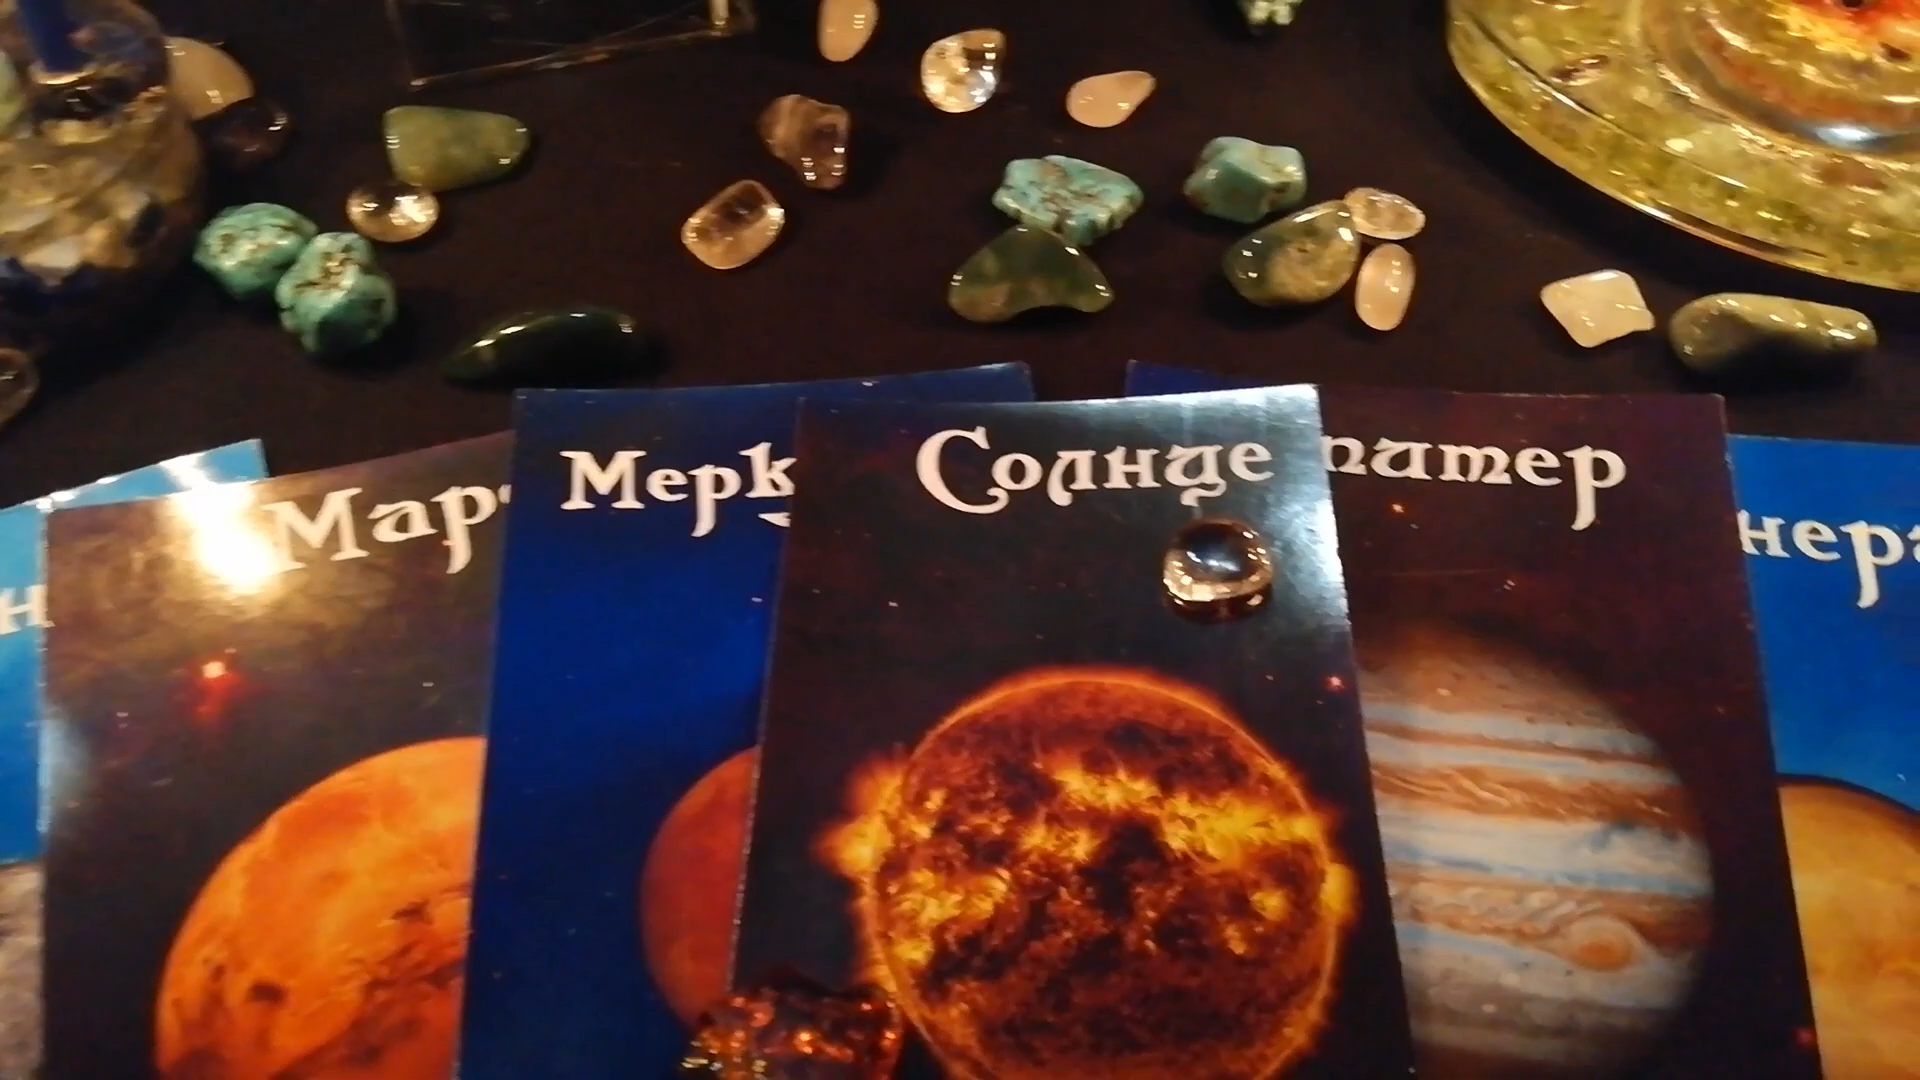 н
Мар
Мерк
Солнце
питер
нера